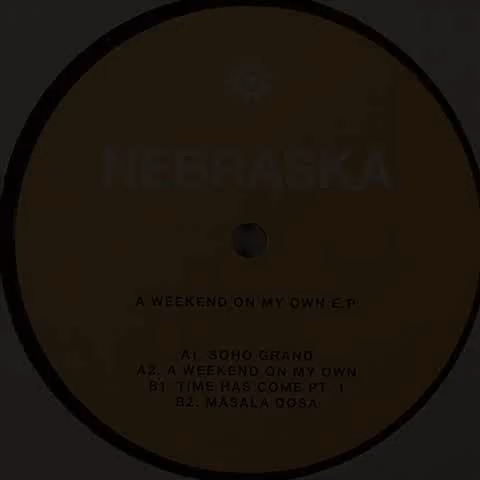 NEBRASKA
A WEEKEND ON MY OWN E.P.
A1. SOHO GRAND
A2. A WEEKEND ON MY OWN
B1. TIME HAS COME PT. 1
B2. MASALA DOSA